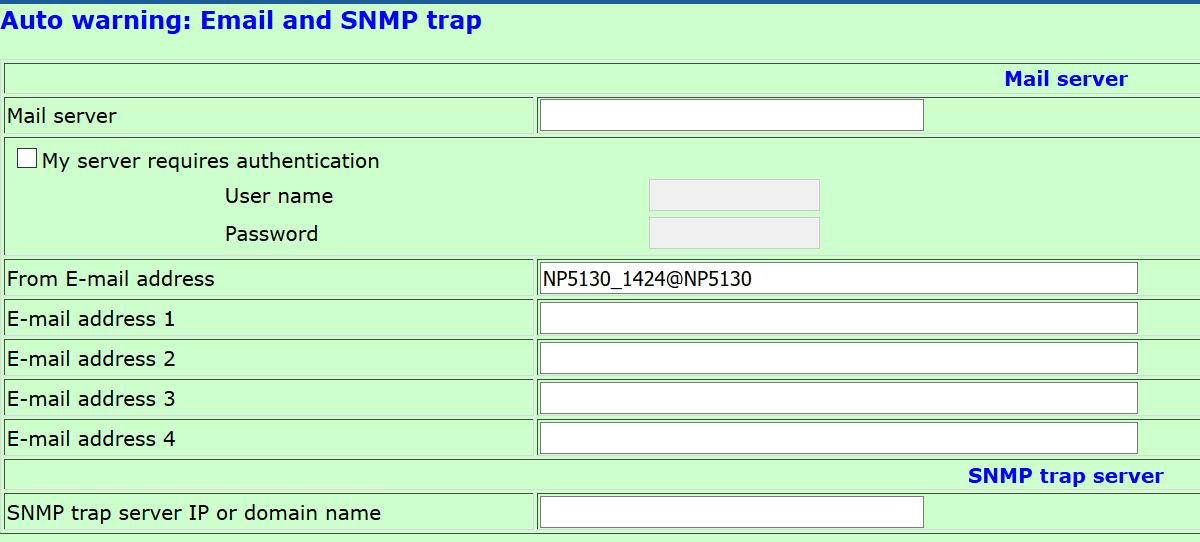 Auto warning: Email and SNMP trap
Mail server
Mail server
My server requires authentication
User name
Password
From E-mail address NP5130_1424@NP5130
E-mail address 1
E-mail address 2
E-mail address 3
E-mail address 4
SNMP trap server
SNMP trap server IP or domain name